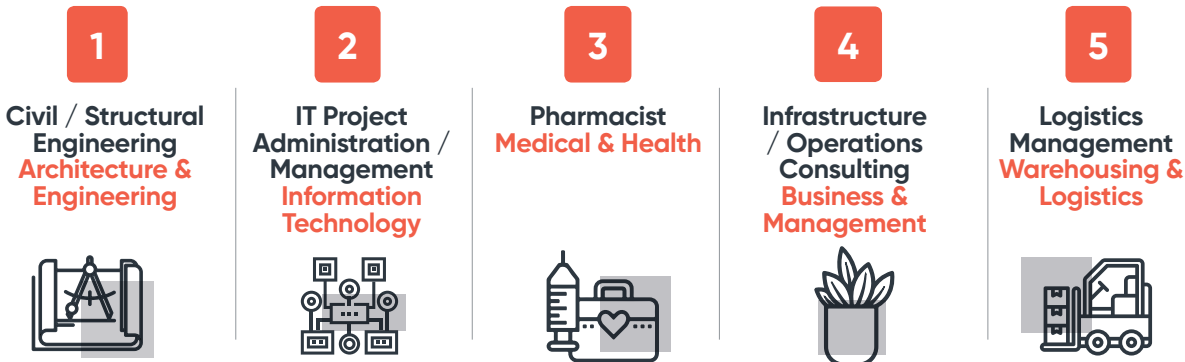 1
Civil / Structural
Engineering
Architecture &
Engineering
2
IT Project
Administration /
Management
Information
Technology
3
Pharmacist
Medical & Health
4
Infrastructure
/ Operations
Consulting
Business &
Management
5
Logistics
Management
Warehousing &
Logistics